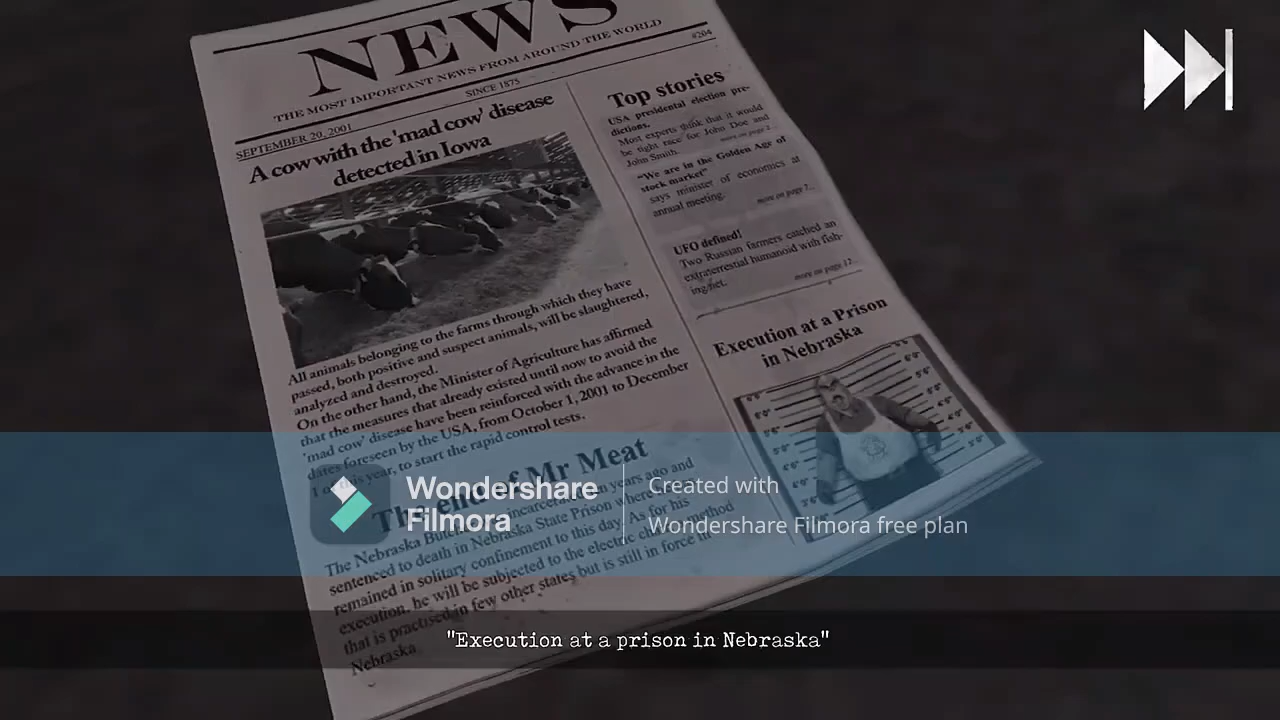 NEWS
THE MOST IMPORTANT NEWS FROM AROUND THE WORLD
#204
SINCE 1875
SEPTEMBER 20, 2001
A cow with the 'mad cow' disease
detected in Iowa
All animals belonging to the farms through which they have
passed, both positive and suspect animals, will be slaughtered,
analyzed and destroyed.
On the other hand, the Minister of Agriculture has affirmed
that the measures that already existed until now to avoid the
'mad cow' disease have been reinforced with the advance in the
dates foreseen by the USA, from October 1, 2001 to December
this year, to start the rapid control tests.
The end of Mr Meat
The Nebraska incarcerated years ago and
sentenced to death in Nebraska State Prison where
remained in solitary confinement to this day. As for his
execution, he will be subjected to the electric chair, method
that is practised in few other states but is still in force in
Nebraska.
Top stories
USA presidential election pre-
dictions.
Most experts think that it would
be tight race for John Doe and
John Smith.
more on page 2..
"We are in the Golden Age of
stock market"
says minister of economics at
annual meeting.
more on page 7..
UFO defined!
Two Russian farmers catched an
extraterrestial humanoid with fish-
ing net.
more on page 12..
Execution at a Prison
in Nebraska
Wondershare
Filmora
Created with
Wondershare Filmora free plan
"Execution at a prison in Nebraska"